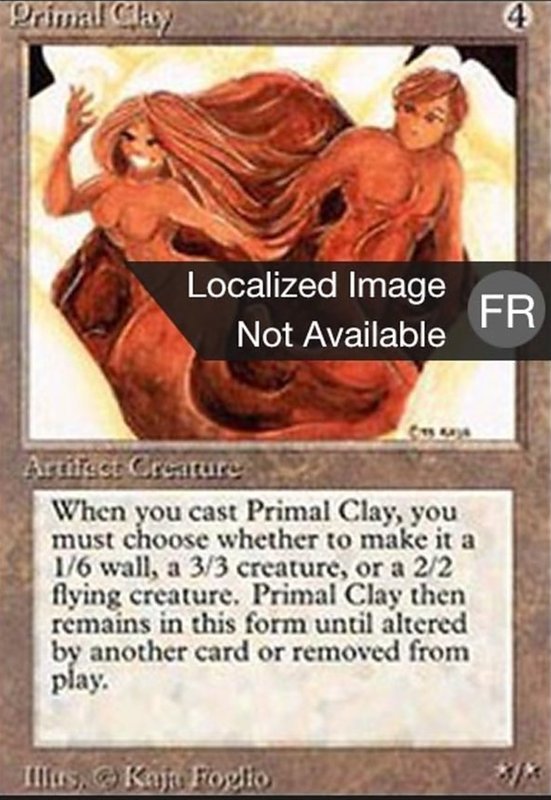 Primal Clay 4
Localized Image
Not Available
FR
©95 KAJA
Artifact Creature
When you cast Primal Clay, you
must choose whether to make it a
1/6 wall, a 3/3 creature, or a 2/2
flying creature. Primal Clay then
remains in this form until altered
by another card or removed from
play.
Illus. © Kaja Foglio */*